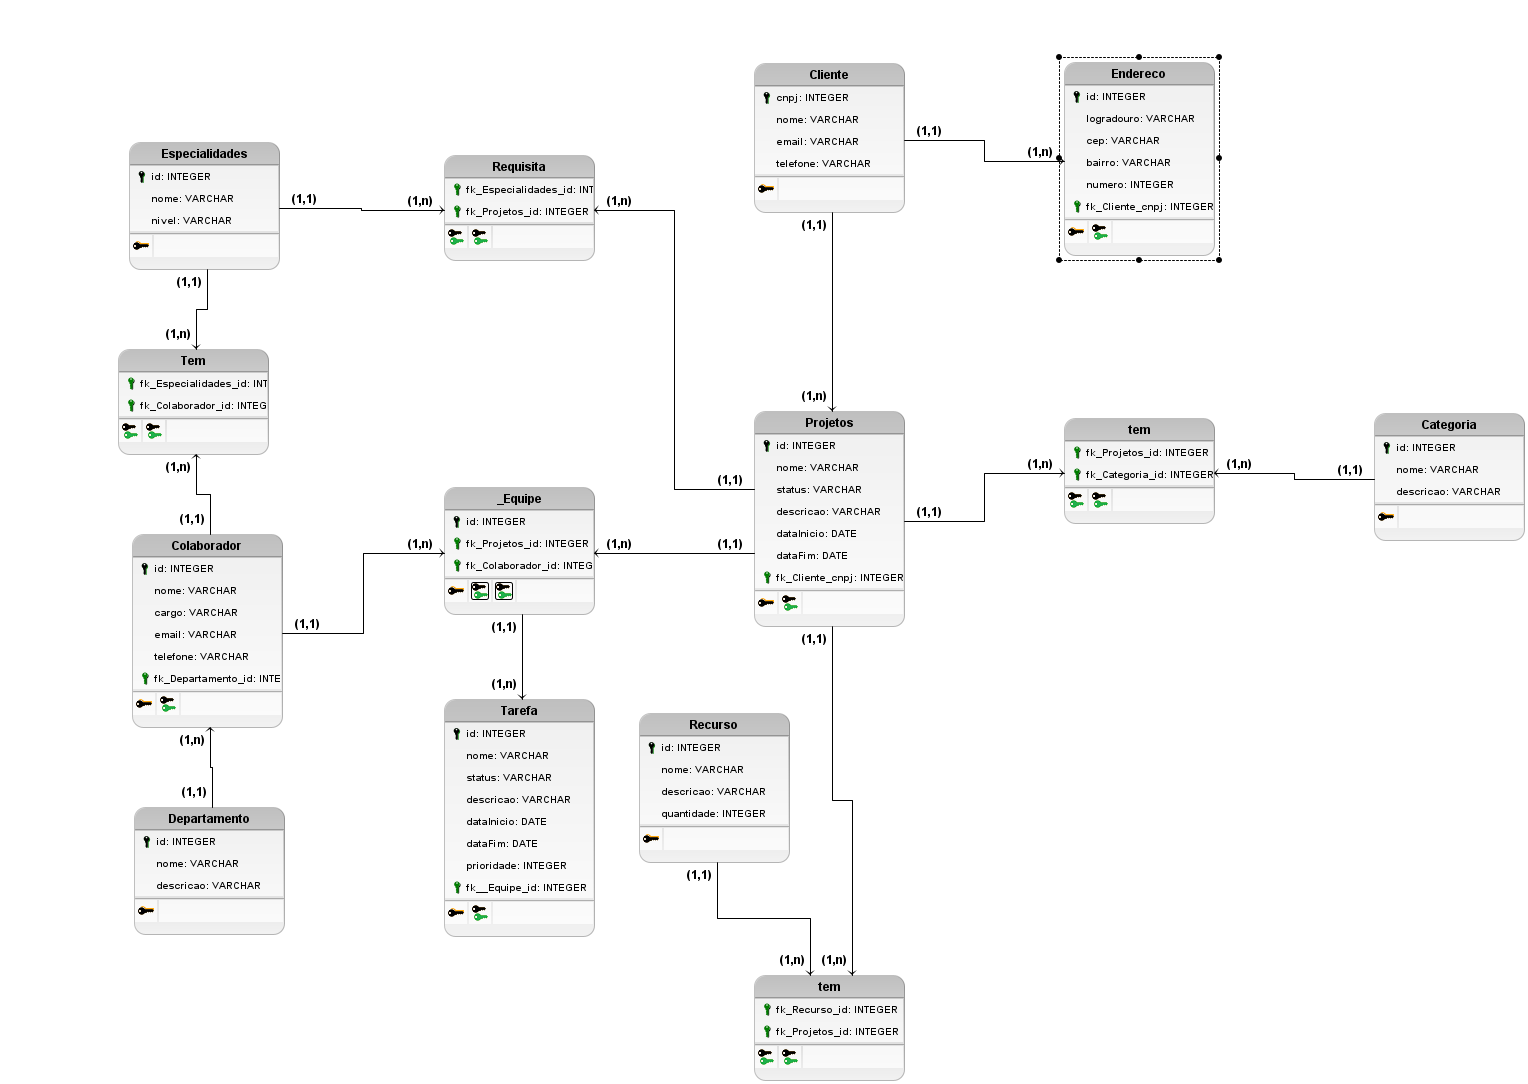 Cliente
cnpj: INTEGER
nome: VARCHAR
email: VARCHAR
telefone: VARCHAR
(1,1)
(1,1)
(1,n)
Endereco
id: INTEGER
logradouro: VARCHAR
cep: VARCHAR
bairro: VARCHAR
numero: INTEGER
fk_Cliente_cnpj: INTEGER
Especialidades
id: INTEGER
nome: VARCHAR
nivel: VARCHAR
(1,1)
(1,n)
(1,1)
(1,n)
Requisita
fk_Especialidades_id: INT
fk_Projetos_id: INTEGER
(1,n)
(1,1)
Tem
fk_Especialidades_id: INT
fk_Colaborador_id: INTEG
(1,n)
(1,1)
(1,n)
Projetos
id: INTEGER
nome: VARCHAR
status: VARCHAR
descricao: VARCHAR
dataInicio: DATE
dataFim: DATE
fk_Cliente_cnpj: INTEGER
(1,1)
(1,n)
tem
fk_Projetos_id: INTEGER
fk_Categoria_id: INTEGER
(1,n)
(1,1)
Categoria
id: INTEGER
nome: VARCHAR
descricao: VARCHAR
_Equipe
id: INTEGER
fk_Projetos_id: INTEGER
fk_Colaborador_id: INTEG
(1,n)
(1,1)
(1,n)
(1,1)
(1,1)
(1,n)
Colaborador
id: INTEGER
nome: VARCHAR
cargo: VARCHAR
email: VARCHAR
telefone: VARCHAR
fk_Departamento_id: INTE
(1,n)
(1,1)
Departamento
id: INTEGER
nome: VARCHAR
descricao: VARCHAR
Tarefa
id: INTEGER
nome: VARCHAR
status: VARCHAR
descricao: VARCHAR
dataInicio: DATE
dataFim: DATE
prioridade: INTEGER
fk__Equipe_id: INTEGER
(1,1)
Recurso
id: INTEGER
nome: VARCHAR
descricao: VARCHAR
quantidade: INTEGER
(1,1)
(1,n)
(1,n)
tem
fk_Recurso_id: INTEGER
fk_Projetos_id: INTEGER